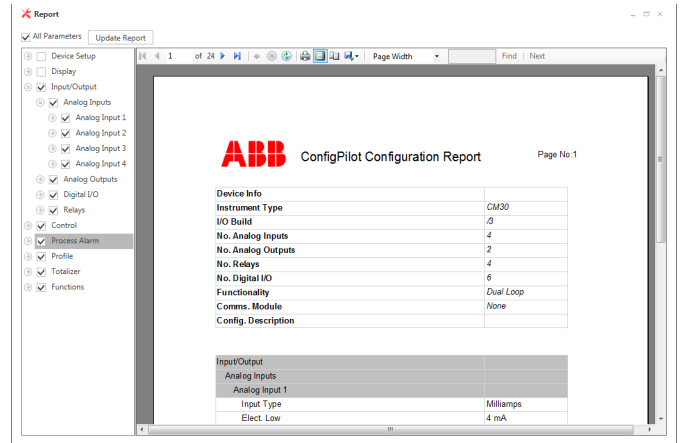 Report
All Parameters
Update Report
Device Setup
Display
Input/Output
Analog Inputs
Analog Input 1
Analog Input 2
Analog Input 3
Analog Input 4
Analog Outputs
Digital I/O
Relays
Control
Process Alarm
Profile
Totalizer
Functions
1 of 24
Page Width
Find | Next
ABB
ConfigPilot Configuration Report
Page No:1
Device Info
Instrument Type CM30
I/O Build /3
No. Analog Inputs 4
No. Analog Outputs 2
No. Relays 4
No. Digital I/O 6
Functionality Dual Loop
Comms. Module None
Config. Description
Input/Output
Analog Inputs
Analog Input 1
Input Type Milliamps
Elect. Low 4 mA